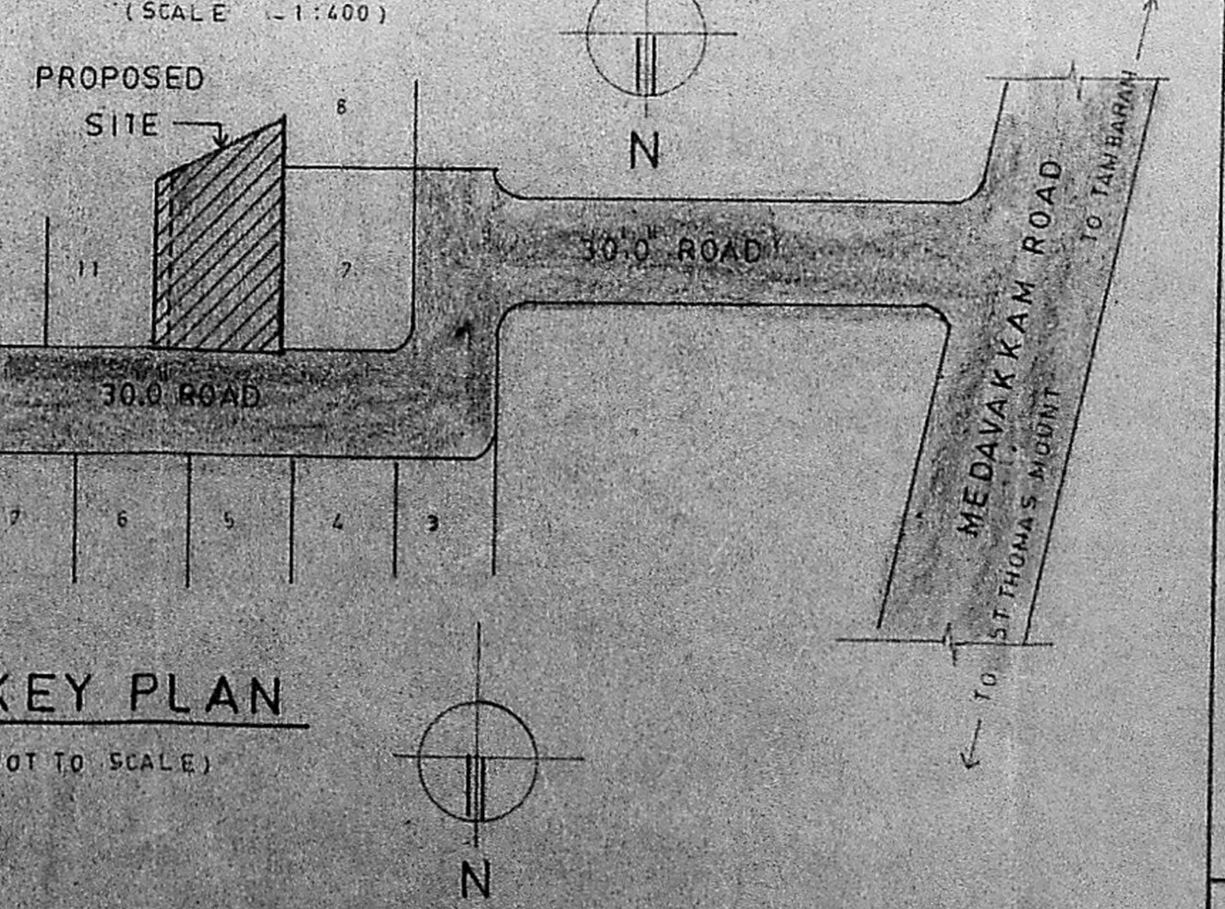 (SCALE - 1:400)
PROPOSED
SITE
8
N
11
7
30.0 ROAD
30.0 ROAD
MEDAVAKKAM ROAD
TO TAMBARAM
TO ST THOMAS MOUNT
7
6
5
4
3
KEY PLAN
OT TO SCALE)
N